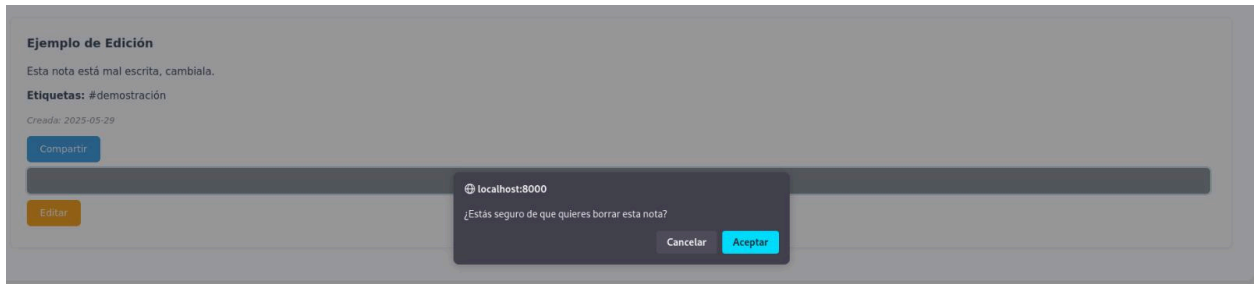 Ejemplo de Edición
Esta nota está mal escrita, cambiala.
Etiquetas: #demostración
Creada: 2025-05-29
Compartir
localhost:8000
¿Estás seguro de que quieres borrar esta nota?
Cancelar Aceptar
Editar